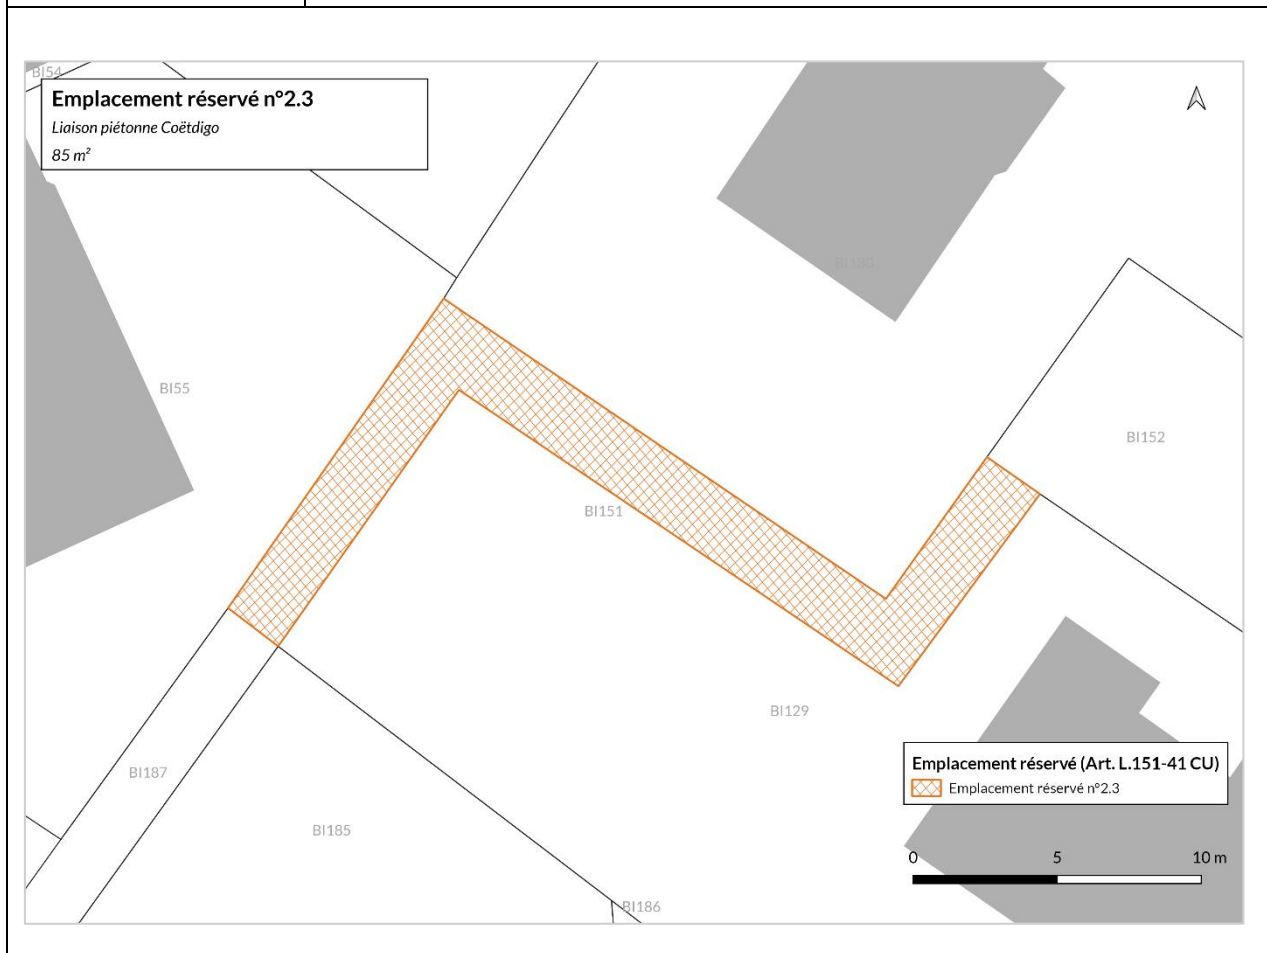 BI54
Emplacement réservé n°2.3
Liaison piétonne Coëtdigo
85 m²
BI130
BI55
BI152
BI151
BI129
Emplacement réservé (Art. L.151-41 CU)
Emplacement réservé n°2.3
BI187
BI185
0 5 10 m
BI186